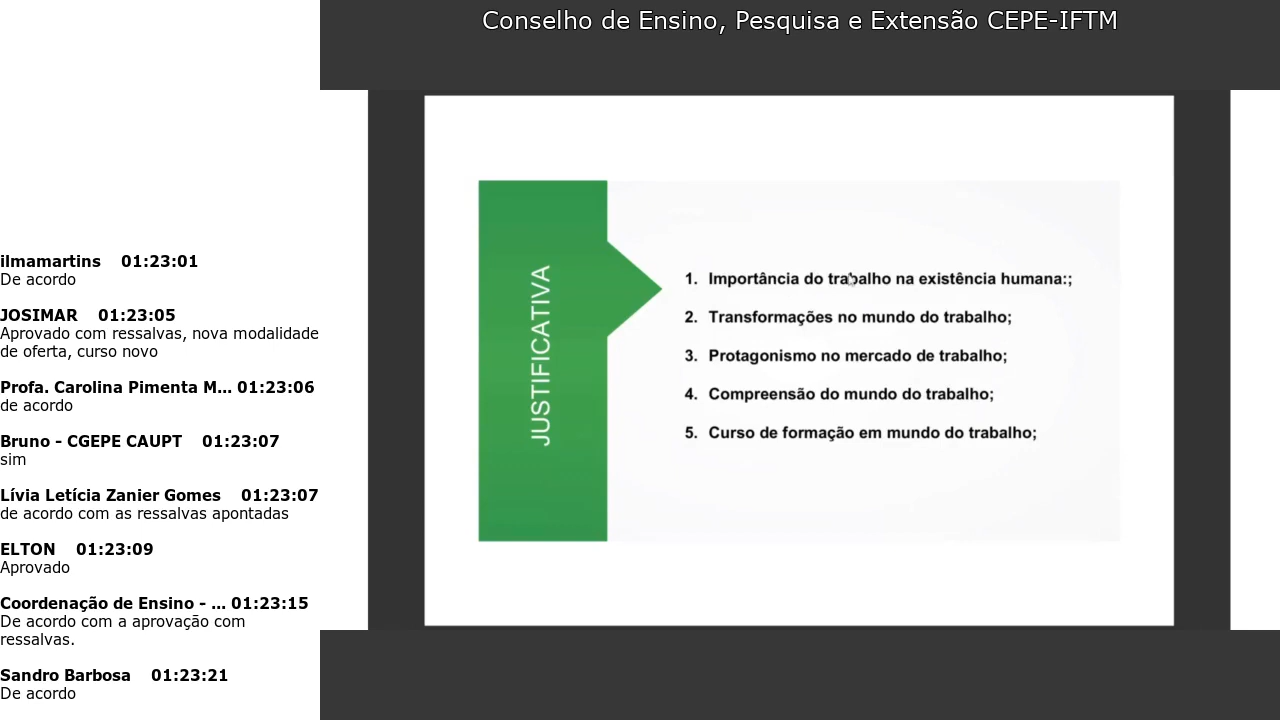 Conselho de Ensino, Pesquisa e Extensão CEPE-IFTM
ilmamartins 01:23:01
De acordo
JOSIMAR 01:23:05
Aprovado com ressalvas, nova modalidade
de oferta, curso novo
Profa. Carolina Pimenta M... 01:23:06
de acordo
Bruno - CGEPE CAUPT 01:23:07
sim
Lívia Letícia Zanier Gomes 01:23:07
de acordo com as ressalvas apontadas
ELTON 01:23:09
Aprovado
Coordenação de Ensino - ... 01:23:15
De acordo com a aprovação com
ressalvas.
Sandro Barbosa 01:23:21
De acordo
JUSTIFICATIVA
1. Importância do trabalho na existência humana:;
2. Transformações no mundo do trabalho;
3. Protagonismo no mercado de trabalho;
4. Compreensão do mundo do trabalho;
5. Curso de formação em mundo do trabalho;